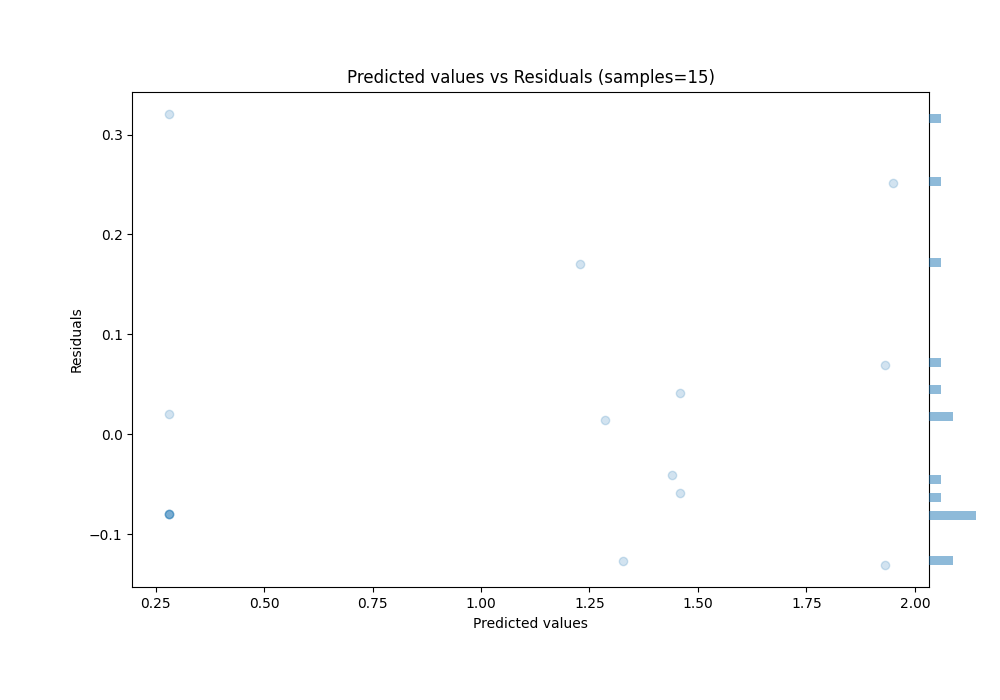 Predicted values vs Residuals (samples=15)
0.3
0.2
0.1
0.0
−0.1
Residuals
0.25 0.50 0.75 1.00 1.25 1.50 1.75 2.00
Predicted values